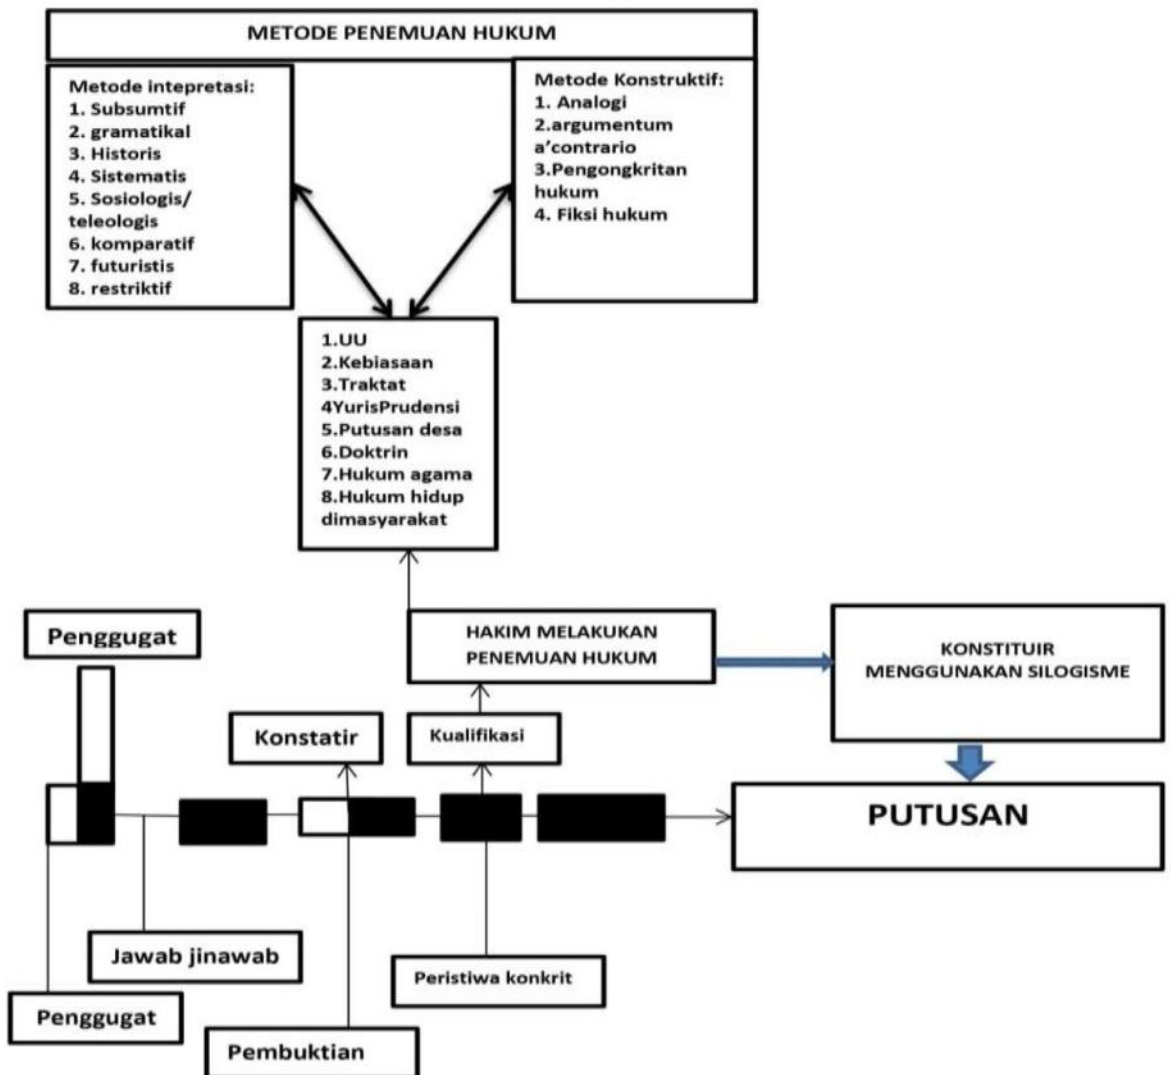 METODE PENEMUAN HUKUM
Metode intepretasi:
1. Subsumtif
2. gramatikal
3. Historis
4. Sistematis
5. Sosiologis/
teleologis
6. komparatif
7. futuristis
8. restriktif
Metode Konstruktif:
1. Analogi
2.argumentum
a'contrario
3.Pengongkritan
hukum
4. Fiksi hukum
1.UU
2.Kebiasaan
3.Traktat
4YurisPrudensi
5.Putusan desa
6.Doktrin
7.Hukum agama
8.Hukum hidup
dimasyarakat
Penggugat
HAKIM MELAKUKAN
PENEMUAN HUKUM
KONSTITUIR
MENGGUNAKAN SILOGISME
Konstatir
Kualifikasi
PUTUSAN
Jawab jinawab
Peristiwa konkrit
Penggugat
Pembuktian